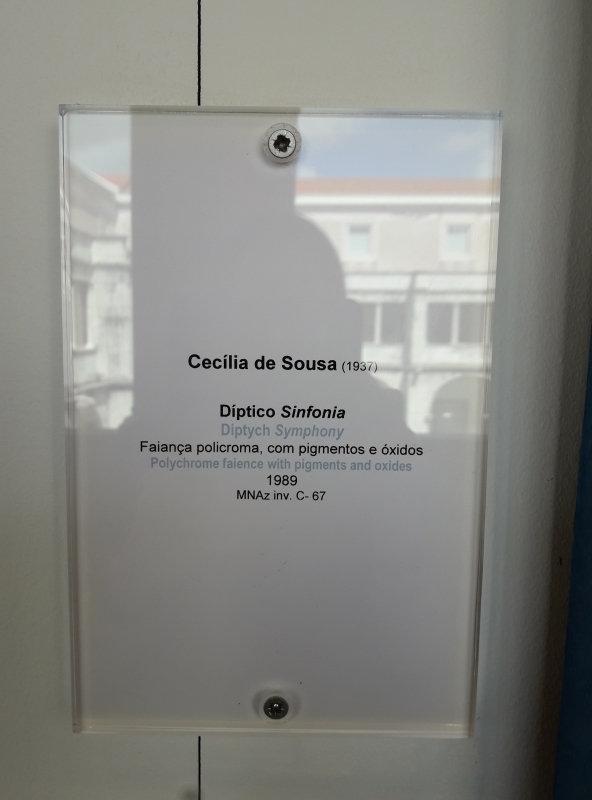 Cecília de Sousa (1937)
Díptico Sinfonia
Diptych Symphony
Faiança policroma, com pigmentos e óxidos
Polychrome faience with pigments and oxides
1989
MNAz inv. C- 67